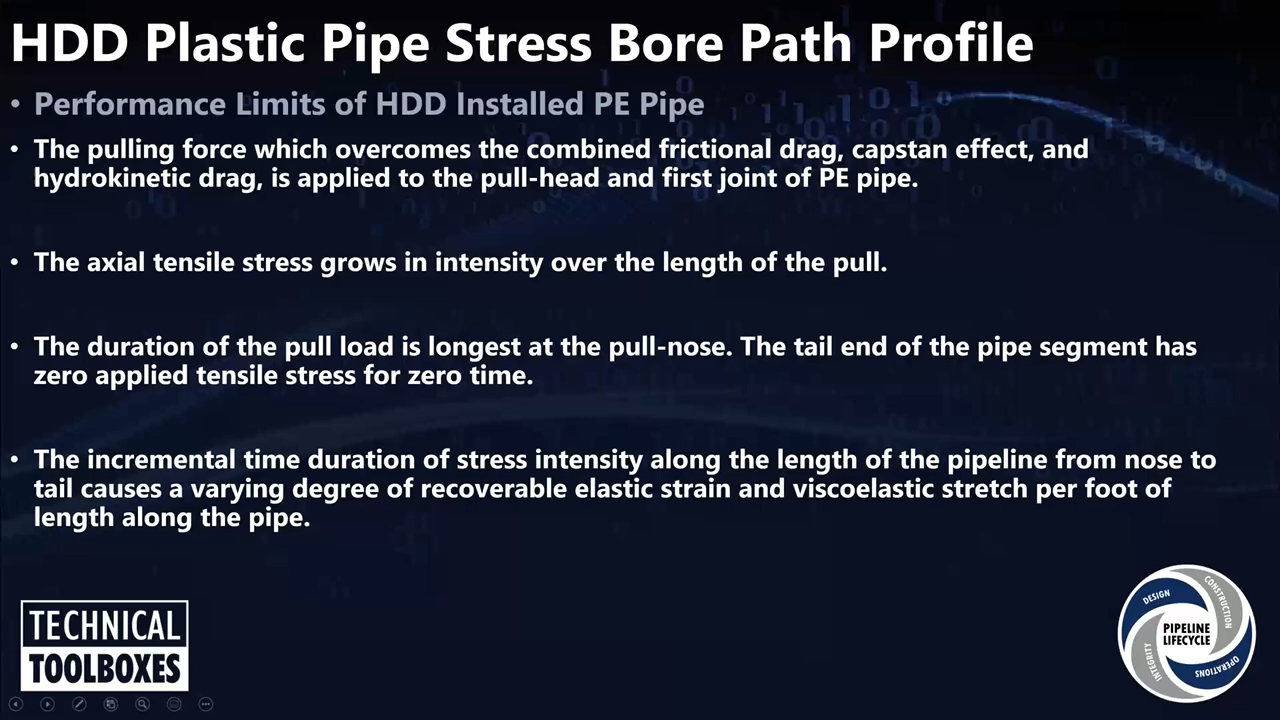 HDD Plastic Pipe Stress Bore Path Profile
• Performance Limits of HDD Installed PE Pipe
• The pulling force which overcomes the combined frictional drag, capstan effect, and
hydrokinetic drag, is applied to the pull-head and first joint of PE pipe.
• The axial tensile stress grows in intensity over the length of the pull.
• The duration of the pull load is longest at the pull-nose. The tail end of the pipe segment has
zero applied tensile stress for zero time.
• The incremental time duration of stress intensity along the length of the pipeline from nose to
tail causes a varying degree of recoverable elastic strain and viscoelastic stretch per foot of
length along the pipe.
TECHNICAL
TOOLBOXES
DESIGN
CONSTRUCTION
PIPELINE
LIFECYCLE
INTEGRITY
OPERATIONS